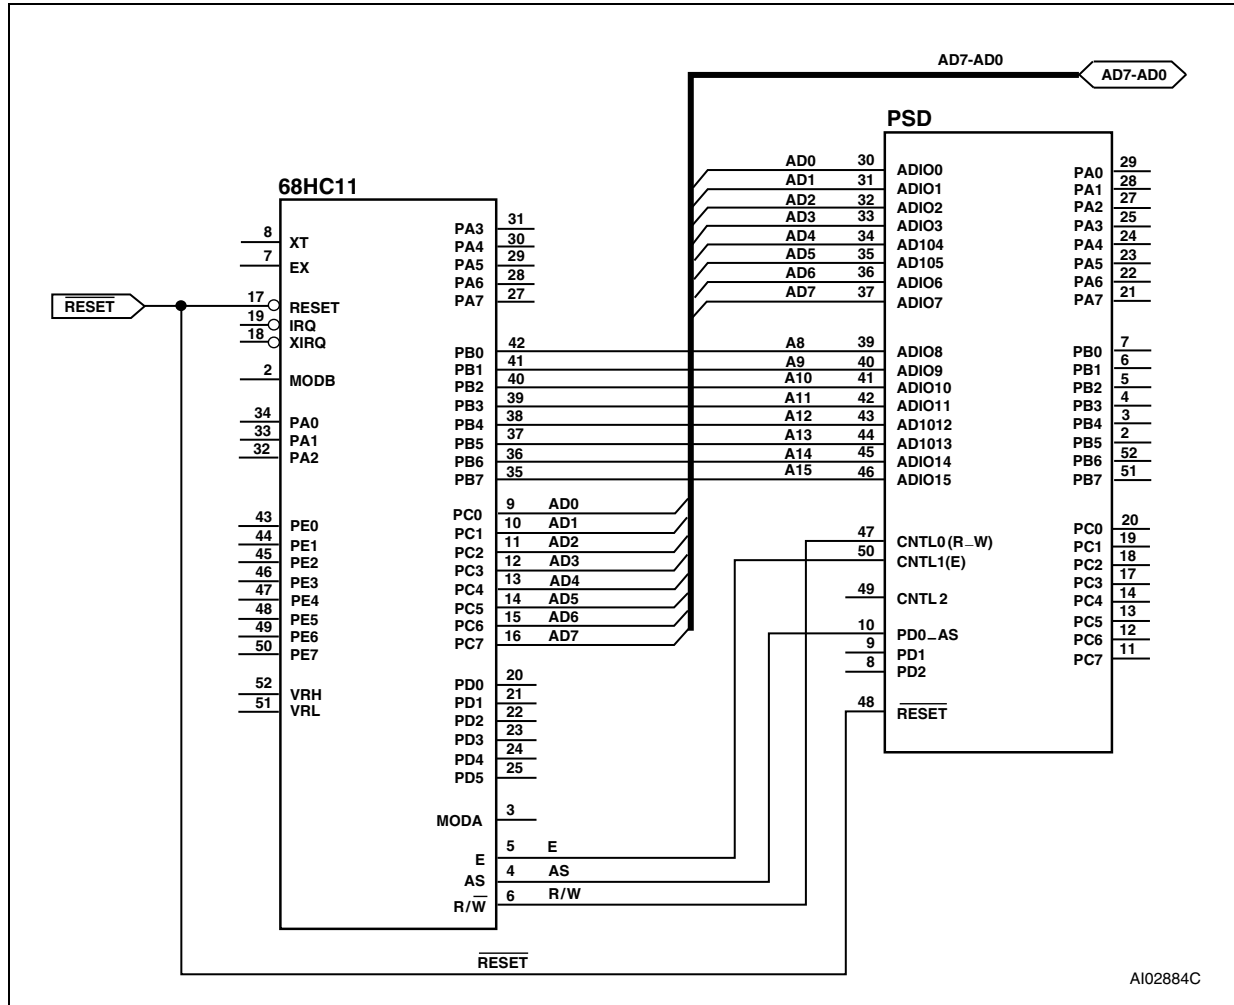 AD7-AD0
AD7-AD0
PSD
AD0 30 ADIO0
AD1 31 ADIO1
AD2 32 ADIO2
AD3 33 ADIO3
AD4 34 AD104
AD5 35 AD105
AD6 36 ADIO6
AD7 37 ADIO7
A8 39 ADIO8
A9 40 ADIO9
A10 41 ADIO10
A11 42 ADIO11
A12 43 AD1012
A13 44 AD1013
A14 45 ADIO14
A15 46 ADIO15
47 CNTL0(R_W)
50 CNTL1(E)
49 CNTL2
10 PD0_AS
9 PD1
8 PD2
48 RESET
PA0 29
PA1 28
PA2 27
PA3 25
PA4 24
PA5 23
PA6 22
PA7 21
PB0 7
PB1 6
PB2 5
PB3 4
PB4 3
PB5 2
PB6 52
PB7 51
PC0 20
PC1 19
PC2 18
PC3 17
PC4 14
PC5 13
PC6 12
PC7 11
68HC11
8 XT
7 EX
RESET
17 RESET
19 IRQ
18 XIRQ
2 MODB
34 PA0
33 PA1
32 PA2
43 PE0
44 PE1
45 PE2
46 PE3
47 PE4
48 PE5
49 PE6
50 PE7
52 VRH
51 VRL
PA3 31
PA4 30
PA5 29
PA6 28
PA7 27
PB0 42
PB1 41
PB2 40
PB3 39
PB4 38
PB5 37
PB6 36
PB7 35
PC0 9 AD0
PC1 10 AD1
PC2 11 AD2
PC3 12 AD3
PC4 13 AD4
PC5 14 AD5
PC6 15 AD6
PC7 16 AD7
PD0 20
PD1 21
PD2 22
PD3 23
PD4 24
PD5 25
MODA 3
E 5 E
AS 4 AS
R/W 6 R/W
RESET
AI02884C